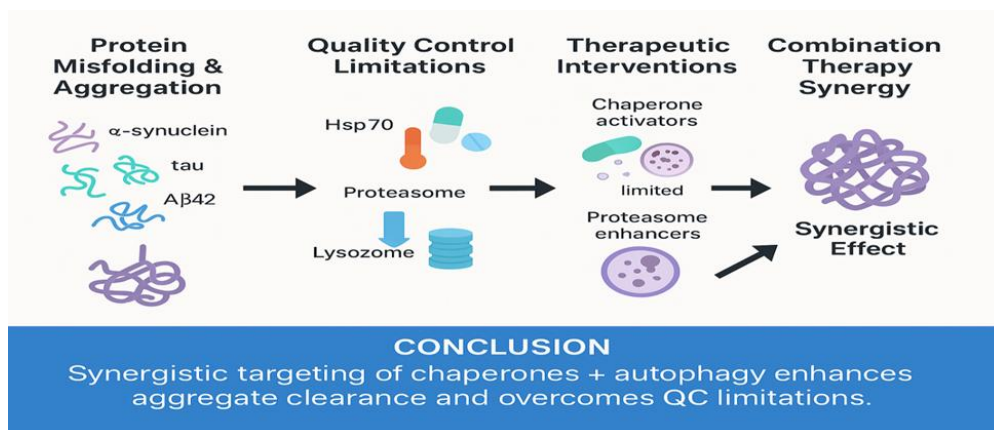 Protein
Misfolding &
Aggregation
α-synuclein
tau
Aβ42
Quality Control
Limitations
Hsp70
Proteasome
Lysozome
Therapeutic
Interventions
Chaperone
activators
limited
Proteasome
enhancers
Combination
Therapy
Synergy
Synergistic
Effect
CONCLUSION
Synergistic targeting of chaperones + autophagy enhances
aggregate clearance and overcomes QC limitations.